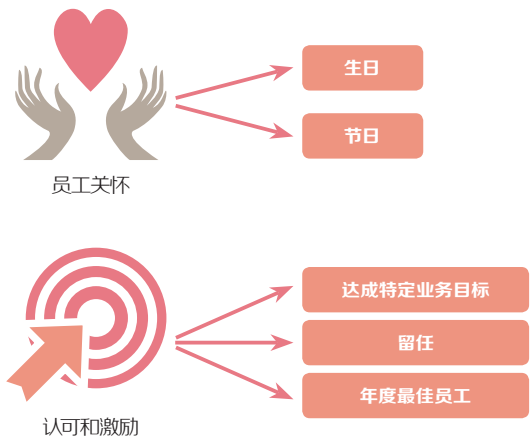 生日
节日
员工关怀
达成特定业务目标
留任
年度最佳员工
认可和激励